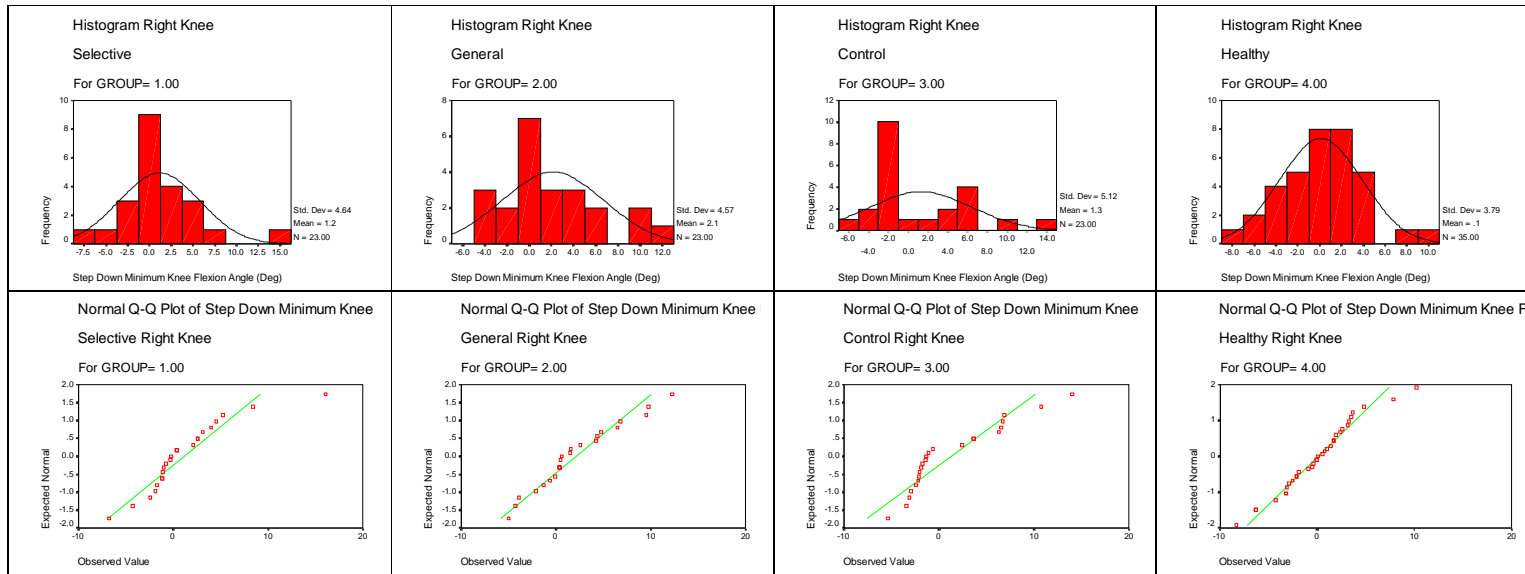 Histogram Right Knee
Selective
For GROUP= 1.00
10
8
6
4
2
0
Frequency
-7.5 -5.0 -2.5 0.0 2.5 5.0 7.5 10.0 12.5 15.0
Std. Dev = 4.64
Mean = 1.2
N = 23.00
Step Down Minimum Knee Flexion Angle (Deg)
Histogram Right Knee
General
For GROUP= 2.00
8
6
4
2
0
Frequency
-4.0 -2.0 0.0 2.0 4.0 6.0 8.0 10.0 12.0
Std. Dev = 4.57
Mean = 2.1
N = 23.00
Step Down Minimum Knee Flexion Angle (Deg)
Histogram Right Knee
Control
For GROUP= 3.00
12
10
8
6
4
2
0
Frequency
-6.0 -2.0 2.0 6.0 10.0 14.0
-4.0 0.0 4.0 8.0 12.0
Std. Dev = 5.12
Mean = 1.3
N = 23.00
Step Down Minimum Knee Flexion Angle (Deg)
Histogram Right Knee
Healthy
For GROUP= 4.00
10
8
6
4
2
0
Frequency
-8.0 -6.0 -4.0 -2.0 0.0 2.0 4.0 6.0 8.0 10.0
Std. Dev = 3.79
Mean = .1
N = 35.00
Step Down Minimum Knee Flexion Angle (Deg)
Normal Q-Q Plot of Step Down Minimum Knee
Selective Right Knee
For GROUP= 1.00
2.0
1.5
1.0
.5
0.0
-.5
-1.0
-1.5
-2.0
Expected Normal
-10 0 10 20
Observed Value
Normal Q-Q Plot of Step Down Minimum Knee
General Right Knee
For GROUP= 2.00
2.0
1.5
1.0
.5
0.0
-.5
-1.0
-1.5
-2.0
Expected Normal
-10 0 10 20
Observed Value
Normal Q-Q Plot of Step Down Minimum Knee
Control Right Knee
For GROUP= 3.00
2.0
1.5
1.0
.5
0.0
-.5
-1.0
-1.5
-2.0
Expected Normal
-10 0 10 20
Observed Value
Normal Q-Q Plot of Step Down Minimum Knee F
Healthy Right Knee
For GROUP= 4.00
2
1
0
-1
-2
Expected Normal
-10 0 10 20
Observed Value